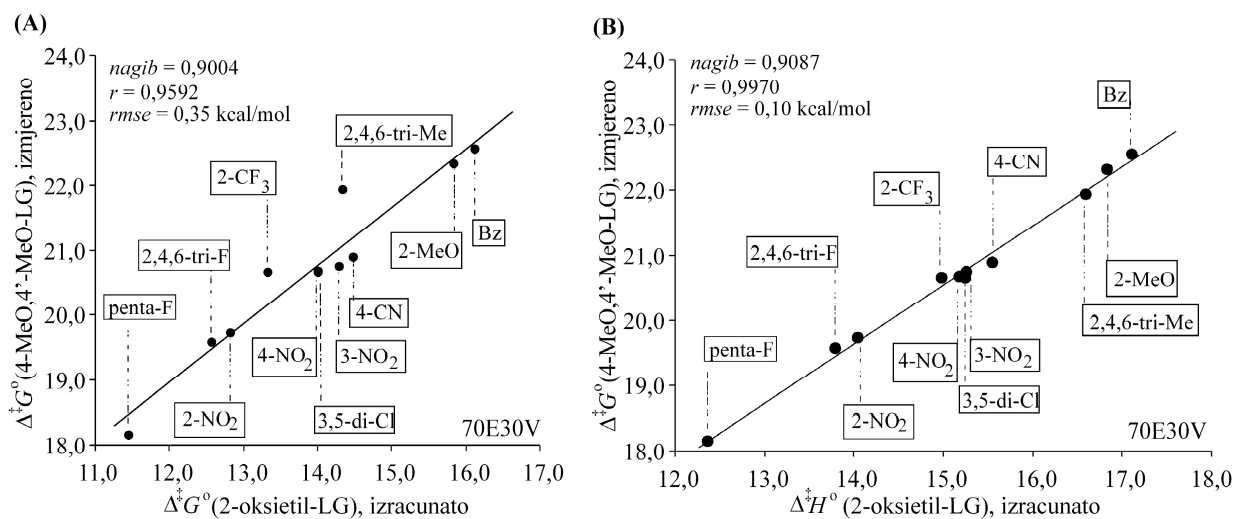 (A)
24,0
23,0
22,0
21,0
20,0
19,0
18,0
nagib = 0,9004
r = 0,9592
rmse = 0,35 kcal/mol
2,4,6-tri-Me
2-CF3
2,4,6-tri-F
penta-F
2-MeO
Bz
4-CN
4-NO2
3-NO2
2-NO2
3,5-di-Cl
70E30V
11,0 12,0 13,0 14,0 15,0 16,0 17,0
Δ‡G°(4-MeO,4’-MeO-LG), izmjereno
Δ‡G°(2-oksietil-LG), izracunato
(B)
24,0
23,0
22,0
21,0
20,0
19,0
18,0
nagib = 0,9087
r = 0,9970
rmse = 0,10 kcal/mol
Bz
4-CN
2-CF3
2,4,6-tri-F
penta-F
2-MeO
2,4,6-tri-Me
4-NO2
3-NO2
3,5-di-Cl
2-NO2
70E30V
12,0 13,0 14,0 15,0 16,0 17,0 18,0
Δ‡G°(4-MeO,4’-MeO-LG), izmjereno
Δ‡H°(2-oksietil-LG), izracunato